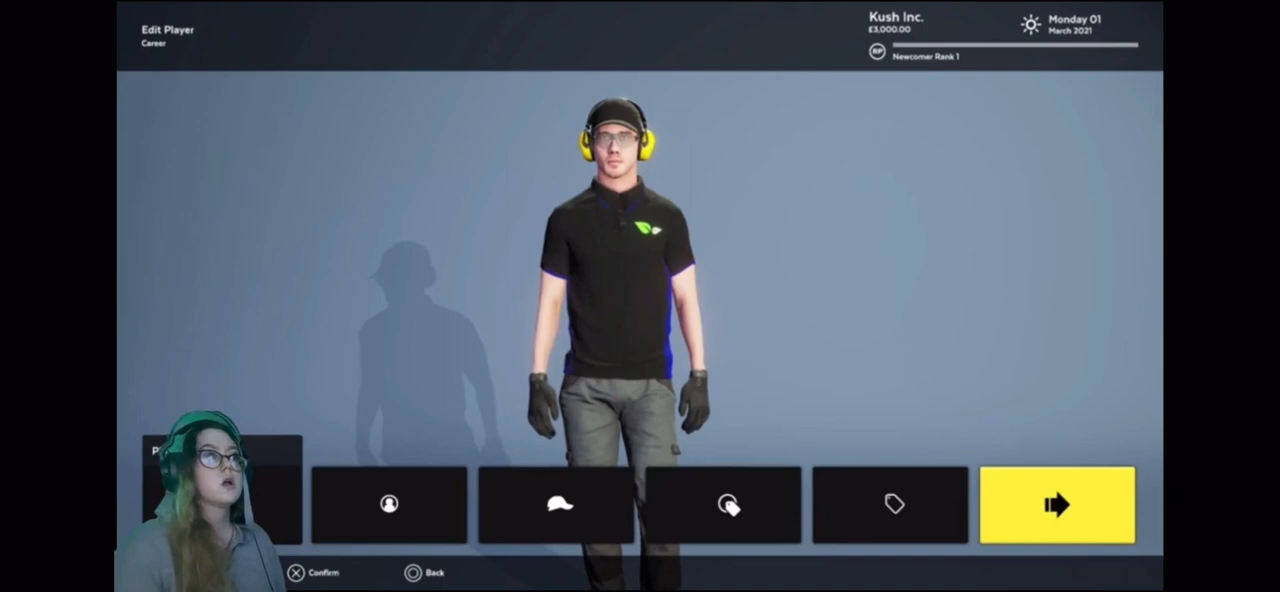 Edit Player
Career
Kush Inc.
£3,000.00
Monday 01
March 2021
RP
Newcomer Rank 1
Confirm
Back